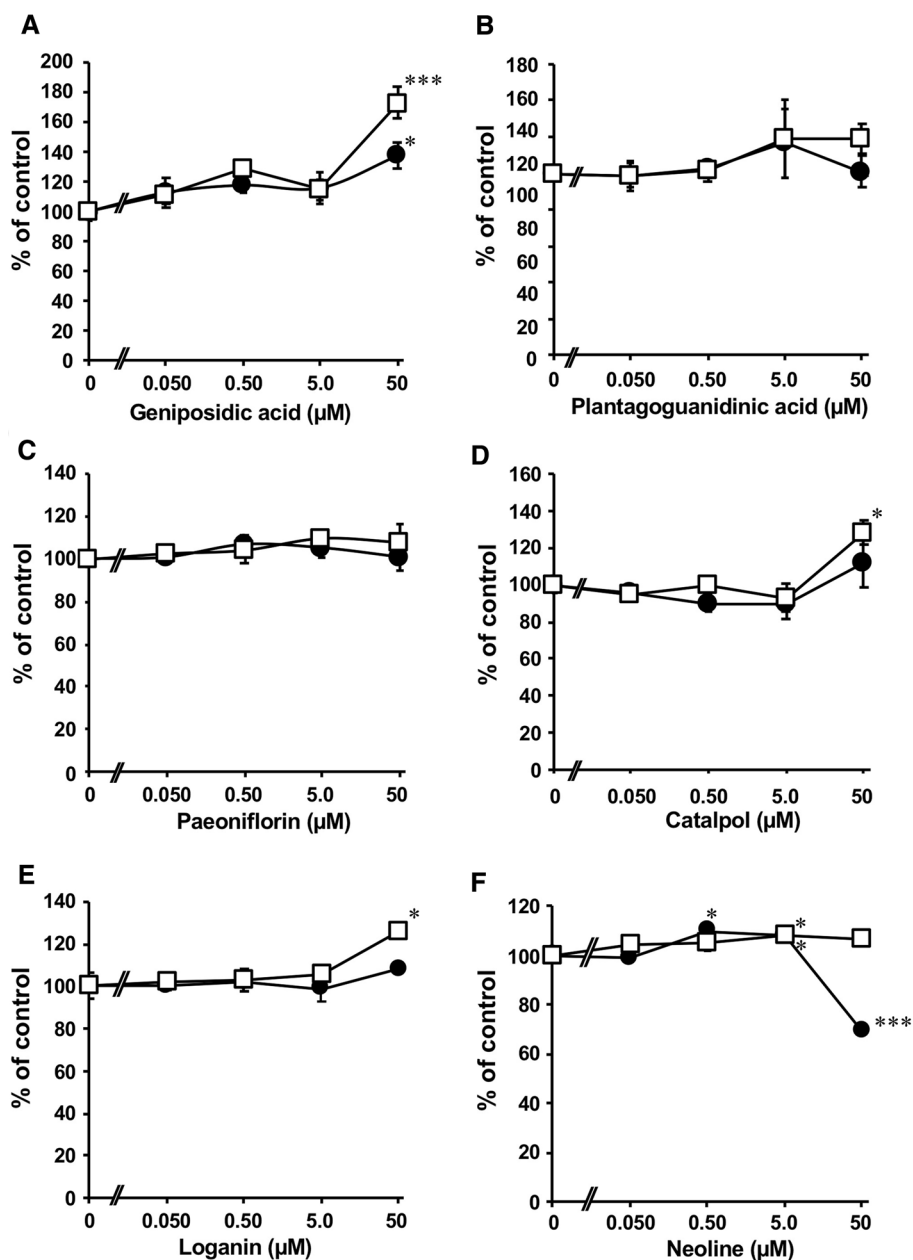 A
200
180
160
140
120
100
80
60
40
20
0
% of control
***
*
0 0.050 0.50 5.0 50
Geniposidic acid (µM)
B
180
160
140
120
100
80
60
40
20
0
% of control
0 0.050 0.50 5.0 50
Plantagoguanidinic acid (µM)
C
140
120
100
80
60
40
20
0
% of control
0 0.050 0.50 5.0 50
Paeoniflorin (µM)
D
160
140
120
100
80
60
40
20
0
% of control
*
0 0.050 0.50 5.0 50
Catalpol (µM)
E
140
120
100
80
60
40
20
0
% of control
*
0 0.050 0.50 5.0 50
Loganin (µM)
F
120
100
80
60
40
20
0
% of control
*
*
*
***
0 0.050 0.50 5.0 50
Neoline (µM)